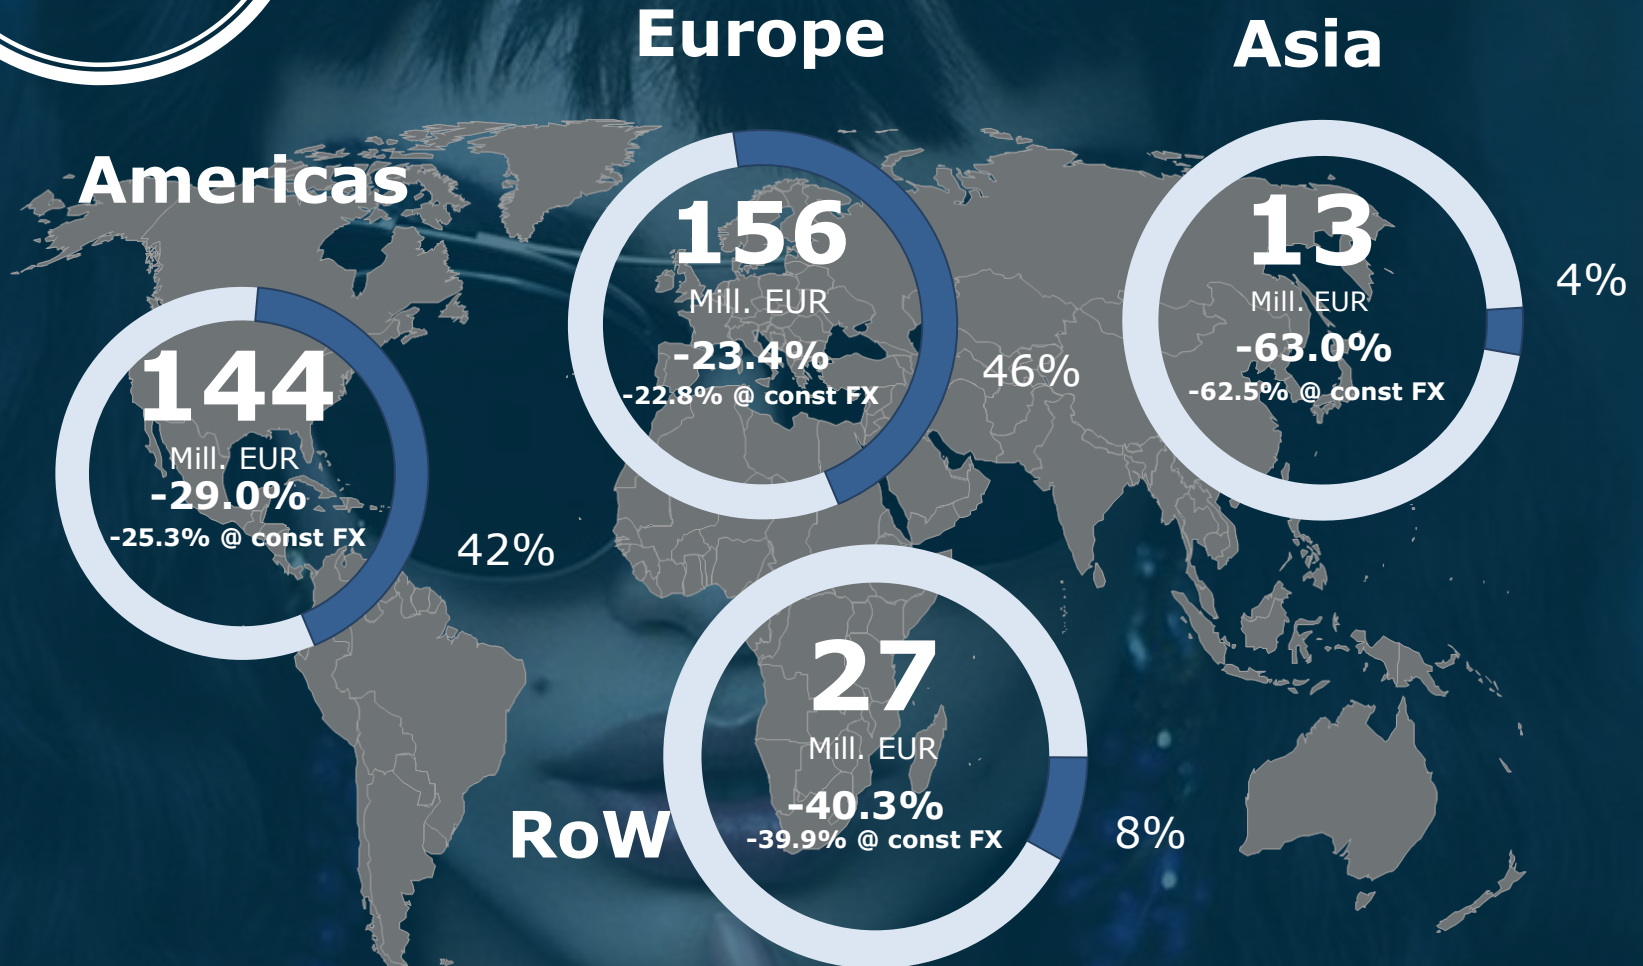 Europe
Asia
Americas
156
Mill. EUR
-23.4%
-22.8% @ const FX
46%
13
Mill. EUR
-63.0%
-62.5% @ const FX
4%
144
Mill. EUR
-29.0%
-25.3% @ const FX
42%
27
Mill. EUR
-40.3%
-39.9% @ const FX
RoW
8%